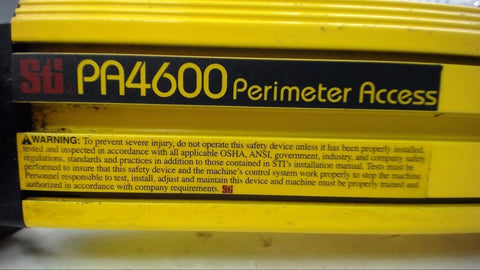 STi PA4600 Perimeter Access
WARNING: To prevent severe injury, do not operate this safety device unless it has been properly installed,
tested and inspected in accordance with all applicable OSHA, ANSI, government, industry, and company safety
regulations, standards and practices in addition to those contained in STI's installation manual. Tests must be
performed to insure that this safety device and the machine's control system work properly to stop the machine.
Personnel responsible to test, install, adjust and maintain this device and machine must be properly trained and
authorized in accordance with company requirements. STi